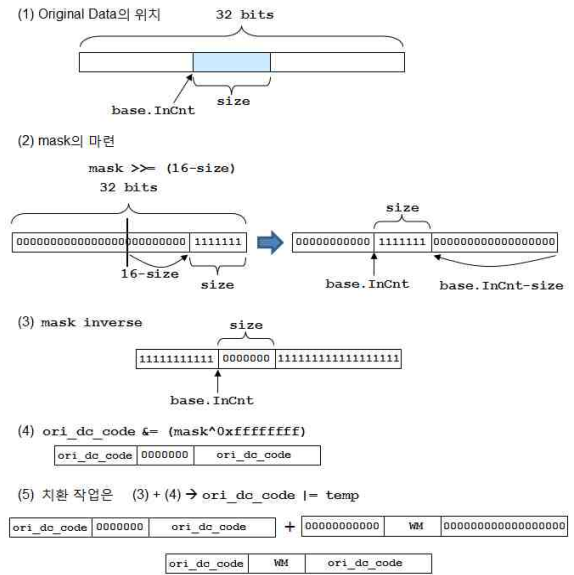 (1) Original Data의 위치
32 bits
size
base.InCnt
(2) mask의 마련
mask >>= (16-size)
32 bits
size
0000000000000000000000000 1111111
00000000000 1111111 0000000000000000
16-size
size
base.InCnt
base.InCnt-size
(3) mask inverse
size
11111111111 0000000 1111111111111111
base.InCnt
(4) ori_dc_code &= (mask^0xffffffff)
ori_dc_code 0000000 ori_dc_code
(5) 치환 작업은 (3) + (4) → ori_dc_code |= temp
ori_dc_code 0000000 ori_dc_code + 00000000000 WM 0000000000000000
ori_dc_code WM ori_dc_code